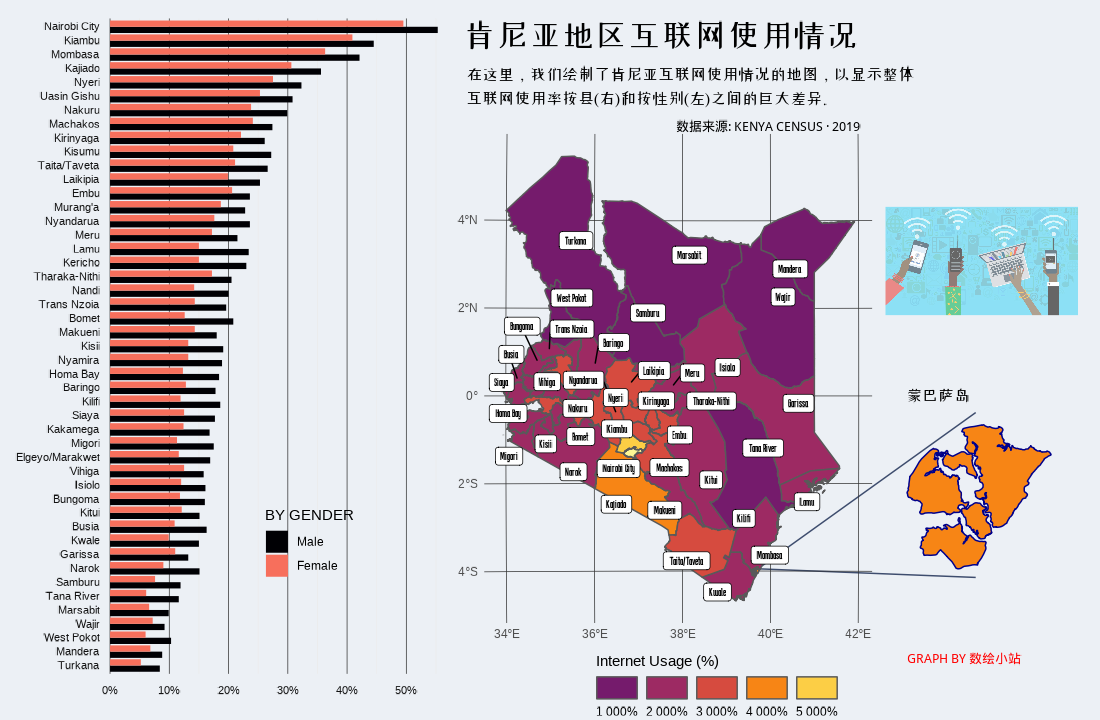 肯尼亚地区互联网使用情况
在这里，我们绘制了肯尼亚互联网使用情况的地图，以显示整体
互联网使用率按县(右)和按性别(左)之间的巨大差异.
数据来源: KENYA CENSUS · 2019
Nairobi City
Kiambu
Mombasa
Kajiado
Nyeri
Uasin Gishu
Nakuru
Machakos
Kirinyaga
Kisumu
Taita/Taveta
Laikipia
Embu
Murang'a
Nyandarua
Meru
Lamu
Kericho
Tharaka-Nithi
Nandi
Trans Nzoia
Bomet
Makueni
Kisii
Nyamira
Homa Bay
Baringo
Kilifi
Siaya
Kakamega
Migori
Elgeyo/Marakwet
Vihiga
Isiolo
Bungoma
Kitui
Busia
Kwale
Garissa
Narok
Samburu
Tana River
Marsabit
Wajir
West Pokot
Mandera
Turkana
0% 10% 20% 30% 40% 50%
BY GENDER
Male
Female
4°N
2°N
0°
2°S
4°S
34°E 36°E 38°E 40°E 42°E
Turkana
Marsabit
Mandera
Wajir
West Pokot
Samburu
Bungoma
Trans Nzoia
Baringo
Busia
Isiolo
Laikipia
Meru
Siaya
Vihiga
Nyandarua
Nyeri
Kirinyaga
Tharaka-Nithi
Garissa
Homa Bay
Nakuru
Kiambu
Embu
Bomet
Kisii
Tana River
Migori
Narok
Nairobi City
Machakos
Kitui
Lamu
Kajiado
Makueni
Kilifi
Mombasa
Taita/Taveta
Kwale
蒙巴萨岛
Internet Usage (%)
1 000% 2 000% 3 000% 4 000% 5 000%
GRAPH BY 数绘小站